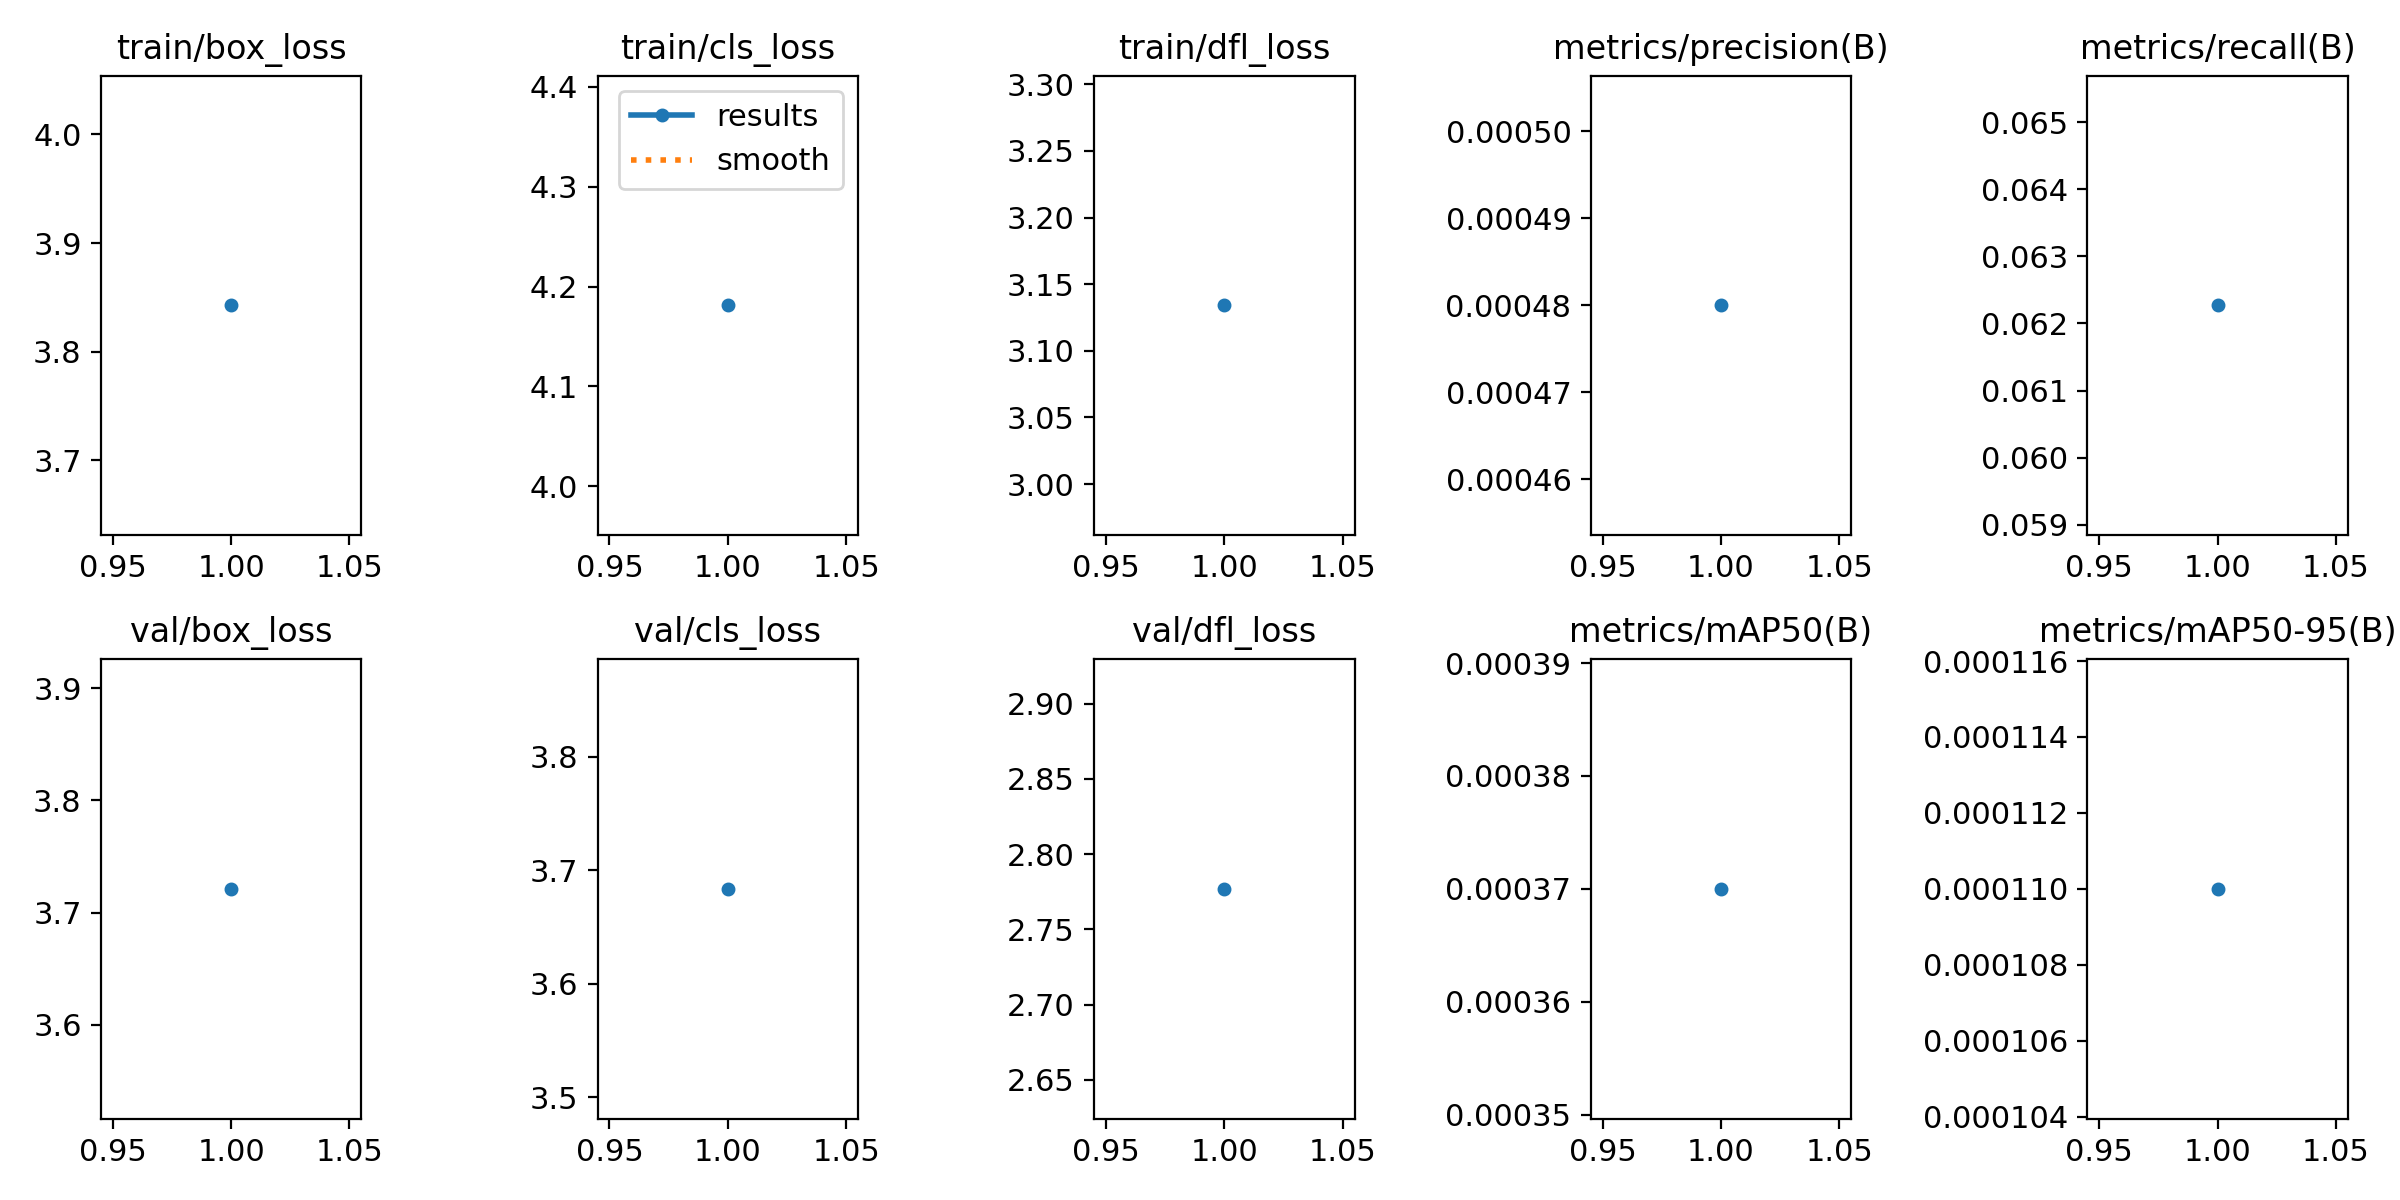 train/box_loss
4.0
3.9
3.8
3.7
0.95 1.00 1.05
train/cls_loss
4.4
4.3
4.2
4.1
4.0
results
smooth
0.95 1.00 1.05
train/dfl_loss
3.30
3.25
3.20
3.15
3.10
3.05
3.00
0.95 1.00 1.05
metrics/precision(B)
0.00050
0.00049
0.00048
0.00047
0.00046
0.95 1.00 1.05
metrics/recall(B)
0.065
0.064
0.063
0.062
0.061
0.060
0.059
0.95 1.00 1.05
val/box_loss
3.9
3.8
3.7
3.6
0.95 1.00 1.05
val/cls_loss
3.8
3.7
3.6
3.5
0.95 1.00 1.05
val/dfl_loss
2.90
2.85
2.80
2.75
2.70
2.65
0.95 1.00 1.05
metrics/mAP50(B)
0.00039
0.00038
0.00037
0.00036
0.00035
0.95 1.00 1.05
metrics/mAP50-95(B)
0.000116
0.000114
0.000112
0.000110
0.000108
0.000106
0.000104
0.95 1.00 1.05